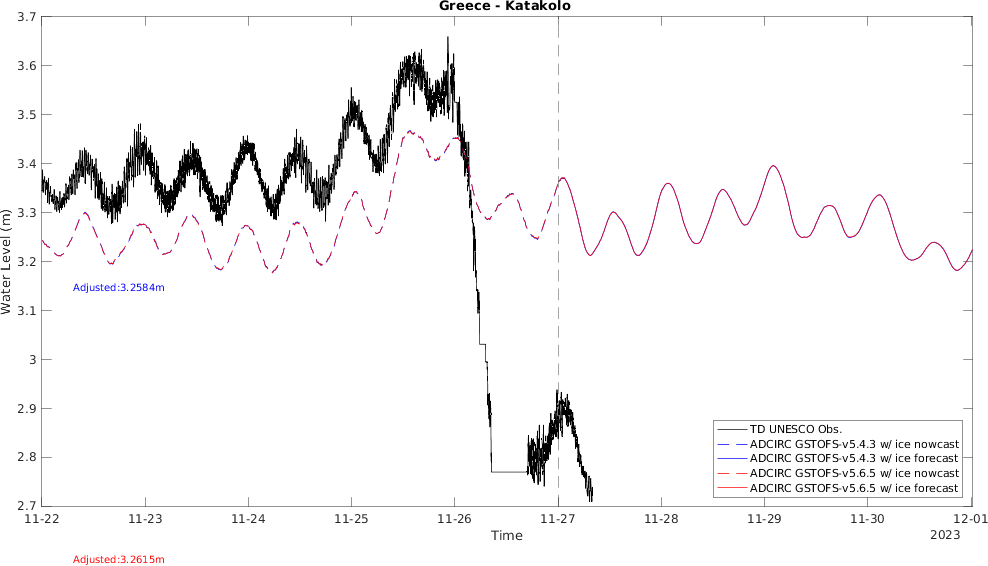 Greece - Katakolo
3.7
3.6
3.5
3.4
3.3
3.2
3.1
3
2.9
2.8
2.7
Water Level (m)
Adjusted:3.2584m
TD UNESCO Obs.
ADCIRC GSTOFS-v5.4.3 w/ ice nowcast
ADCIRC GSTOFS-v5.4.3 w/ ice forecast
ADCIRC GSTOFS-v5.6.5 w/ ice nowcast
ADCIRC GSTOFS-v5.6.5 w/ ice forecast
11-22 11-23 11-24 11-25 11-26 11-27 11-28 11-29 11-30 12-01
Time
2023
Adjusted:3.2615m